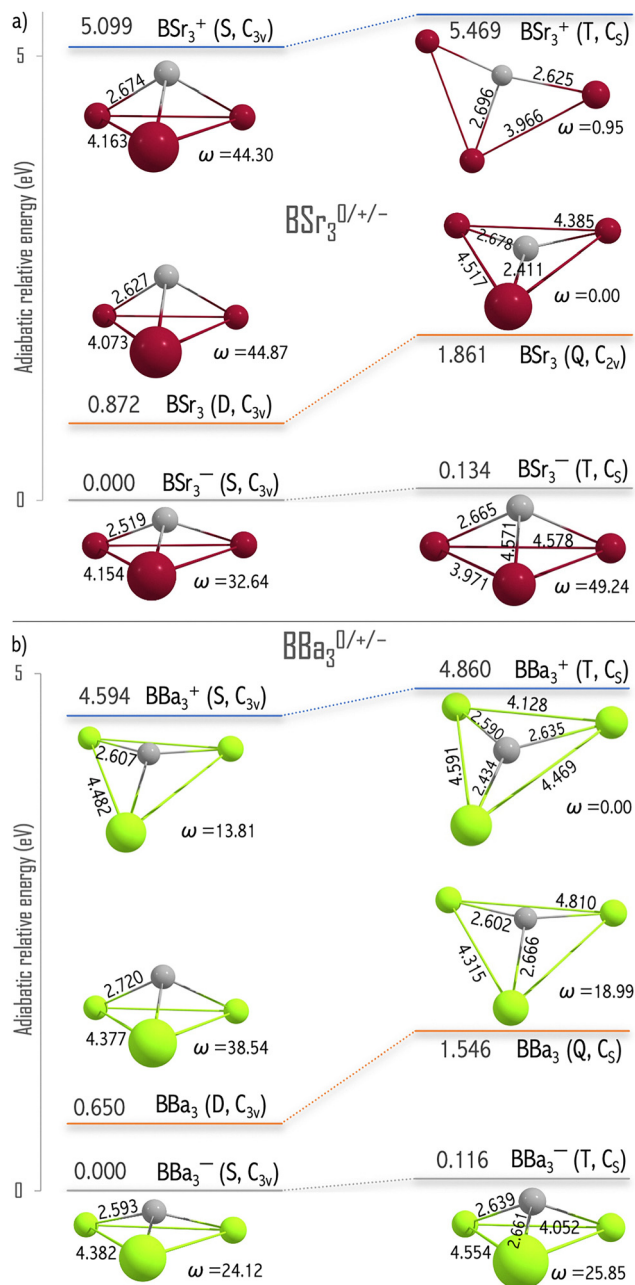 a)
5.099 BSr₃⁺ (S, C₃ᵥ)
5.469 BSr₃⁺ (T, Cₛ)
5
2.674
4.163
ω=44.30
2.625
2.696
3.966
ω=0.95
BSr₃⁰/⁺/⁻
Adiabatic relative energy (eV)
4.385
2.678
4.517
2.411
ω=0.00
2.627
4.073
ω=44.87
1.861 BSr₃ (Q, C₂ᵥ)
0.872 BSr₃ (D, C₃ᵥ)
0.000 BSr₃⁻ (S, C₃ᵥ)
0.134 BSr₃⁻ (T, Cₛ)
0
2.519
4.154
ω=32.64
2.665
4.571
4.578
3.971
ω=49.24
b)
BBa₃⁰/⁺/⁻
5
4.594 BBa₃⁺ (S, C₃ᵥ)
4.860 BBa₃⁺ (T, Cₛ)
2.607
4.482
ω=13.81
4.128
2.590
2.635
4.591
2.434
4.469
ω=0.00
Adiabatic relative energy (eV)
4.810
2.602
4.315
2.666
ω=18.99
2.720
4.377
ω=38.54
1.546 BBa₃ (Q, Cₛ)
0.650 BBa₃ (D, C₃ᵥ)
0.000 BBa₃⁻ (S, C₃ᵥ)
0.116 BBa₃⁻ (T, Cₛ)
0
2.593
4.382
ω=24.12
2.639
2.661
4.052
4.554
ω=25.85